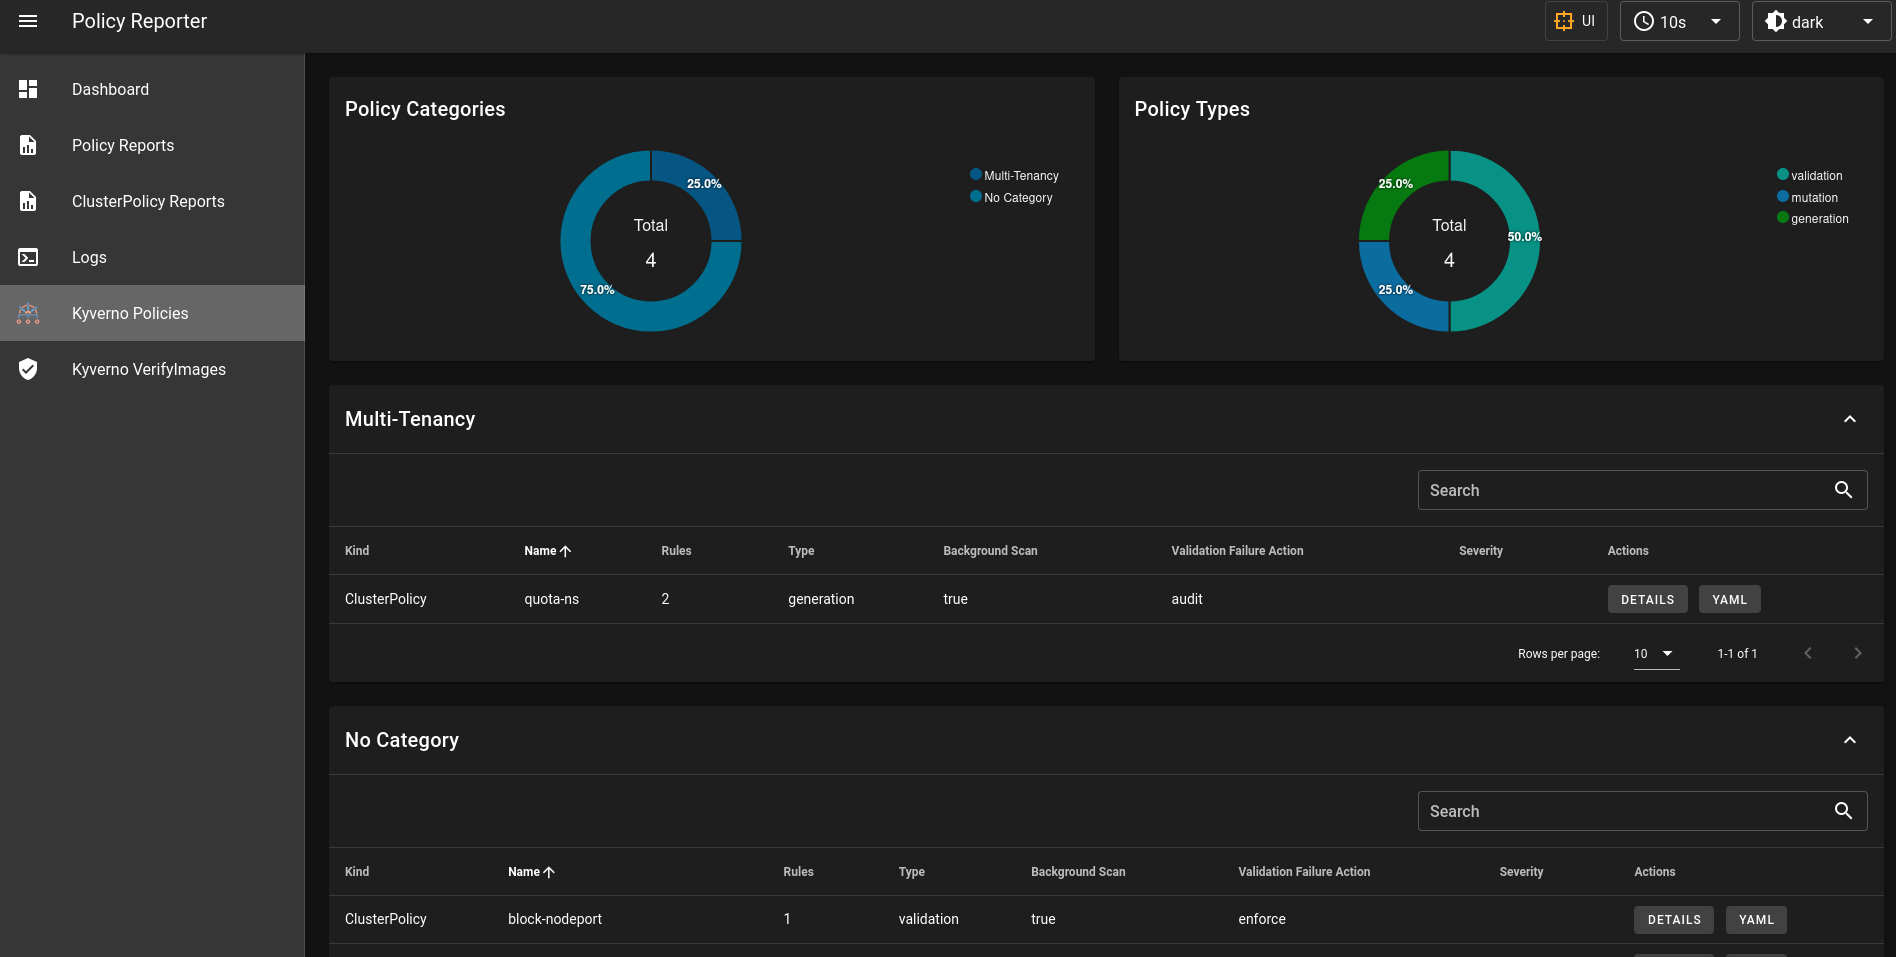 Policy Reporter
UI
10s
dark
Dashboard
Policy Reports
ClusterPolicy Reports
Logs
Kyverno Policies
Kyverno VerifyImages
Policy Categories
25.0%
75.0%
Total
4
Multi-Tenancy
No Category
Policy Types
25.0%
50.0%
25.0%
Total
4
validation
mutation
generation
Multi-Tenancy
Search
Kind Name Rules Type Background Scan Validation Failure Action Severity Actions
ClusterPolicy quota-ns 2 generation true audit DETAILS YAML
Rows per page: 10 1-1 of 1
No Category
Search
Kind Name Rules Type Background Scan Validation Failure Action Severity Actions
ClusterPolicy block-nodeport 1 validation true enforce DETAILS YAML